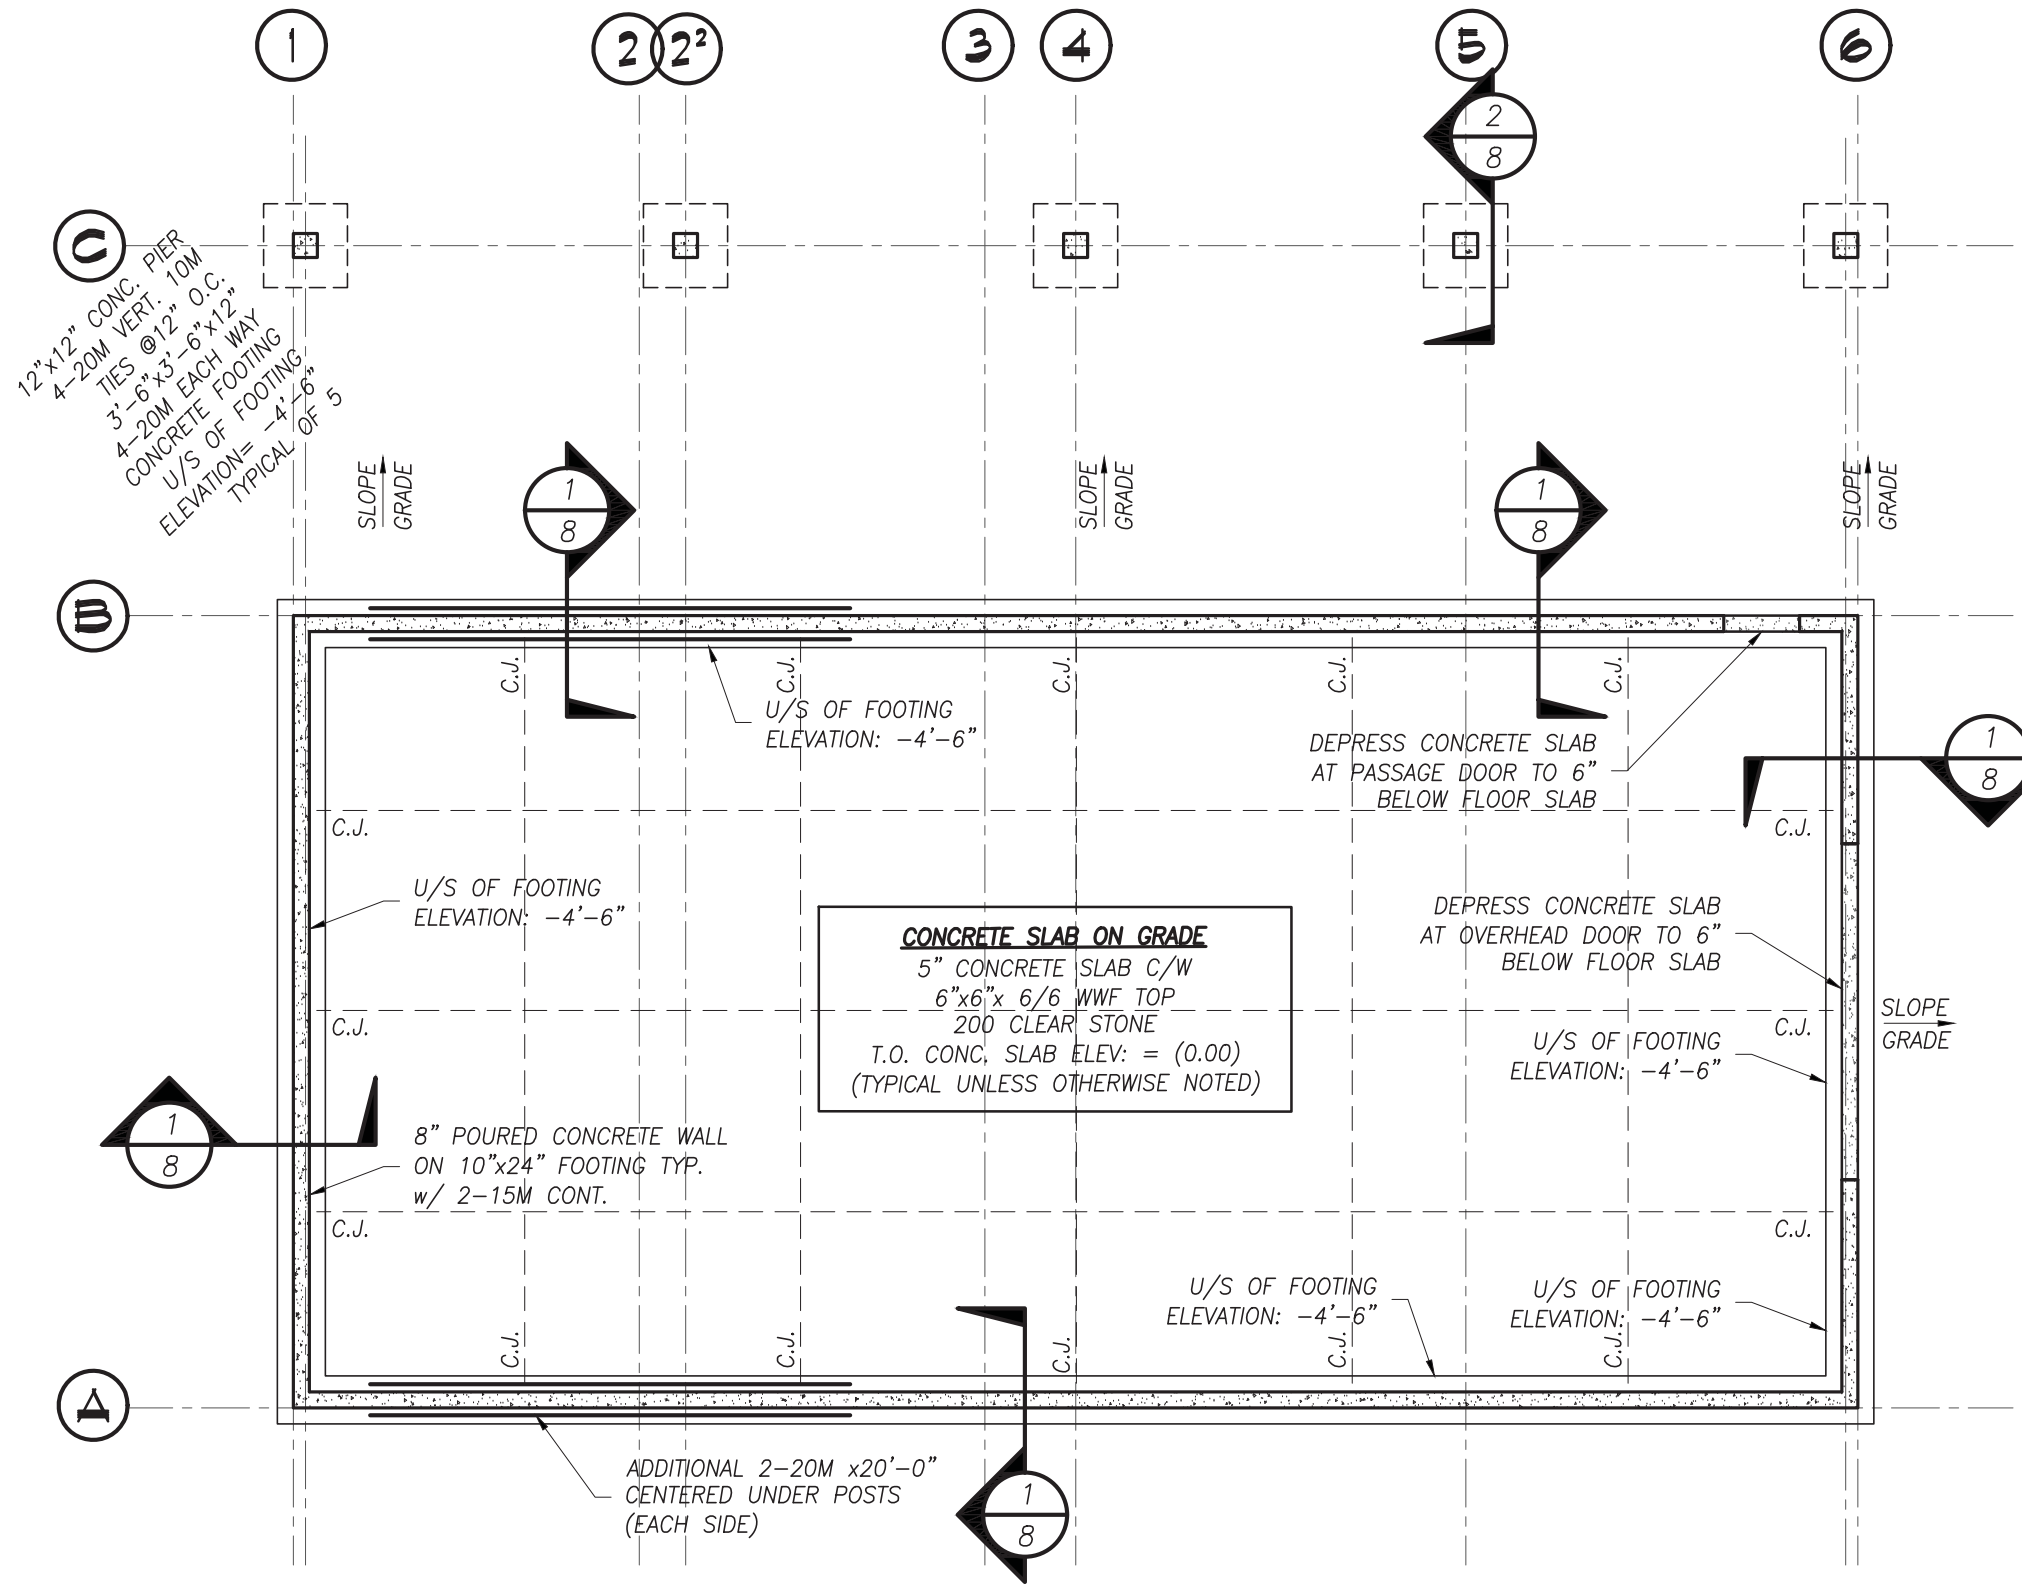 1
2
2²
3
4
5
6
2
8
C
12"x12" CONC. PIER
4-20M VERT. 10M
TIES @12" O.C.
3'-6"x3'-6"x12"
4-20M EACH WAY
CONCRETE FOOTING
U/S OF FOOTING
ELEVATION= -4'-6"
TYPICAL OF 5
SLOPE
GRADE
1
8
SLOPE
GRADE
1
8
SLOPE
GRADE
B
C.J.
C.J.
C.J.
C.J.
C.J.
U/S OF FOOTING
ELEVATION: -4'-6"
DEPRESS CONCRETE SLAB
AT PASSAGE DOOR TO 6"
BELOW FLOOR SLAB
1
8
C.J.
C.J.
U/S OF FOOTING
ELEVATION: -4'-6"
DEPRESS CONCRETE SLAB
AT OVERHEAD DOOR TO 6"
BELOW FLOOR SLAB
CONCRETE SLAB ON GRADE
5" CONCRETE SLAB C/W
6"x6"x 6/6 WWF TOP
200 CLEAR STONE
T.O. CONC. SLAB ELEV: = (0.00)
(TYPICAL UNLESS OTHERWISE NOTED)
C.J.
C.J.
SLOPE
GRADE
U/S OF FOOTING
ELEVATION: -4'-6"
1
8
8" POURED CONCRETE WALL
ON 10"x24" FOOTING TYP.
w/ 2-15M CONT.
C.J.
C.J.
U/S OF FOOTING
ELEVATION: -4'-6"
U/S OF FOOTING
ELEVATION: -4'-6"
C.J.
C.J.
C.J.
C.J.
C.J.
A
ADDITIONAL 2-20M x20'-0"
CENTERED UNDER POSTS
(EACH SIDE)
1
8